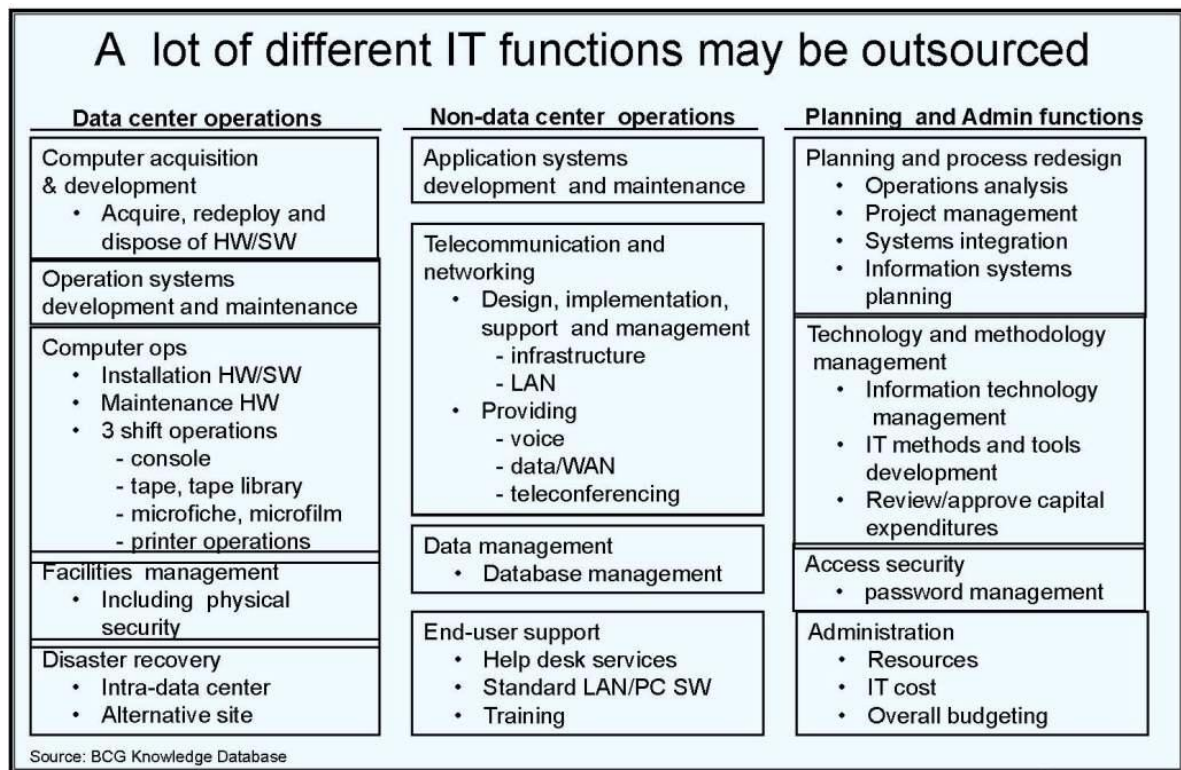 A lot of different IT functions may be outsourced
Data center operations
Computer acquisition
& development
• Acquire, redeploy and
dispose of HW/SW
Operation systems
development and maintenance
Computer ops
• Installation HW/SW
• Maintenance HW
• 3 shift operations
- console
- tape, tape library
- microfiche, microfilm
- printer operations
Facilities management
• Including physical
security
Disaster recovery
• Intra-data center
• Alternative site
Non-data center operations
Application systems
development and maintenance
Telecommunication and
networking
• Design, implementation,
support and management
- infrastructure
- LAN
• Providing
- voice
- data/WAN
- teleconferencing
Data management
• Database management
End-user support
• Help desk services
• Standard LAN/PC SW
• Training
Planning and Admin functions
Planning and process redesign
• Operations analysis
• Project management
• Systems integration
• Information systems
planning
Technology and methodology
management
• Information technology
management
• IT methods and tools
development
• Review/approve capital
expenditures
Access security
• password management
Administration
• Resources
• IT cost
• Overall budgeting
Source: BCG Knowledge Database